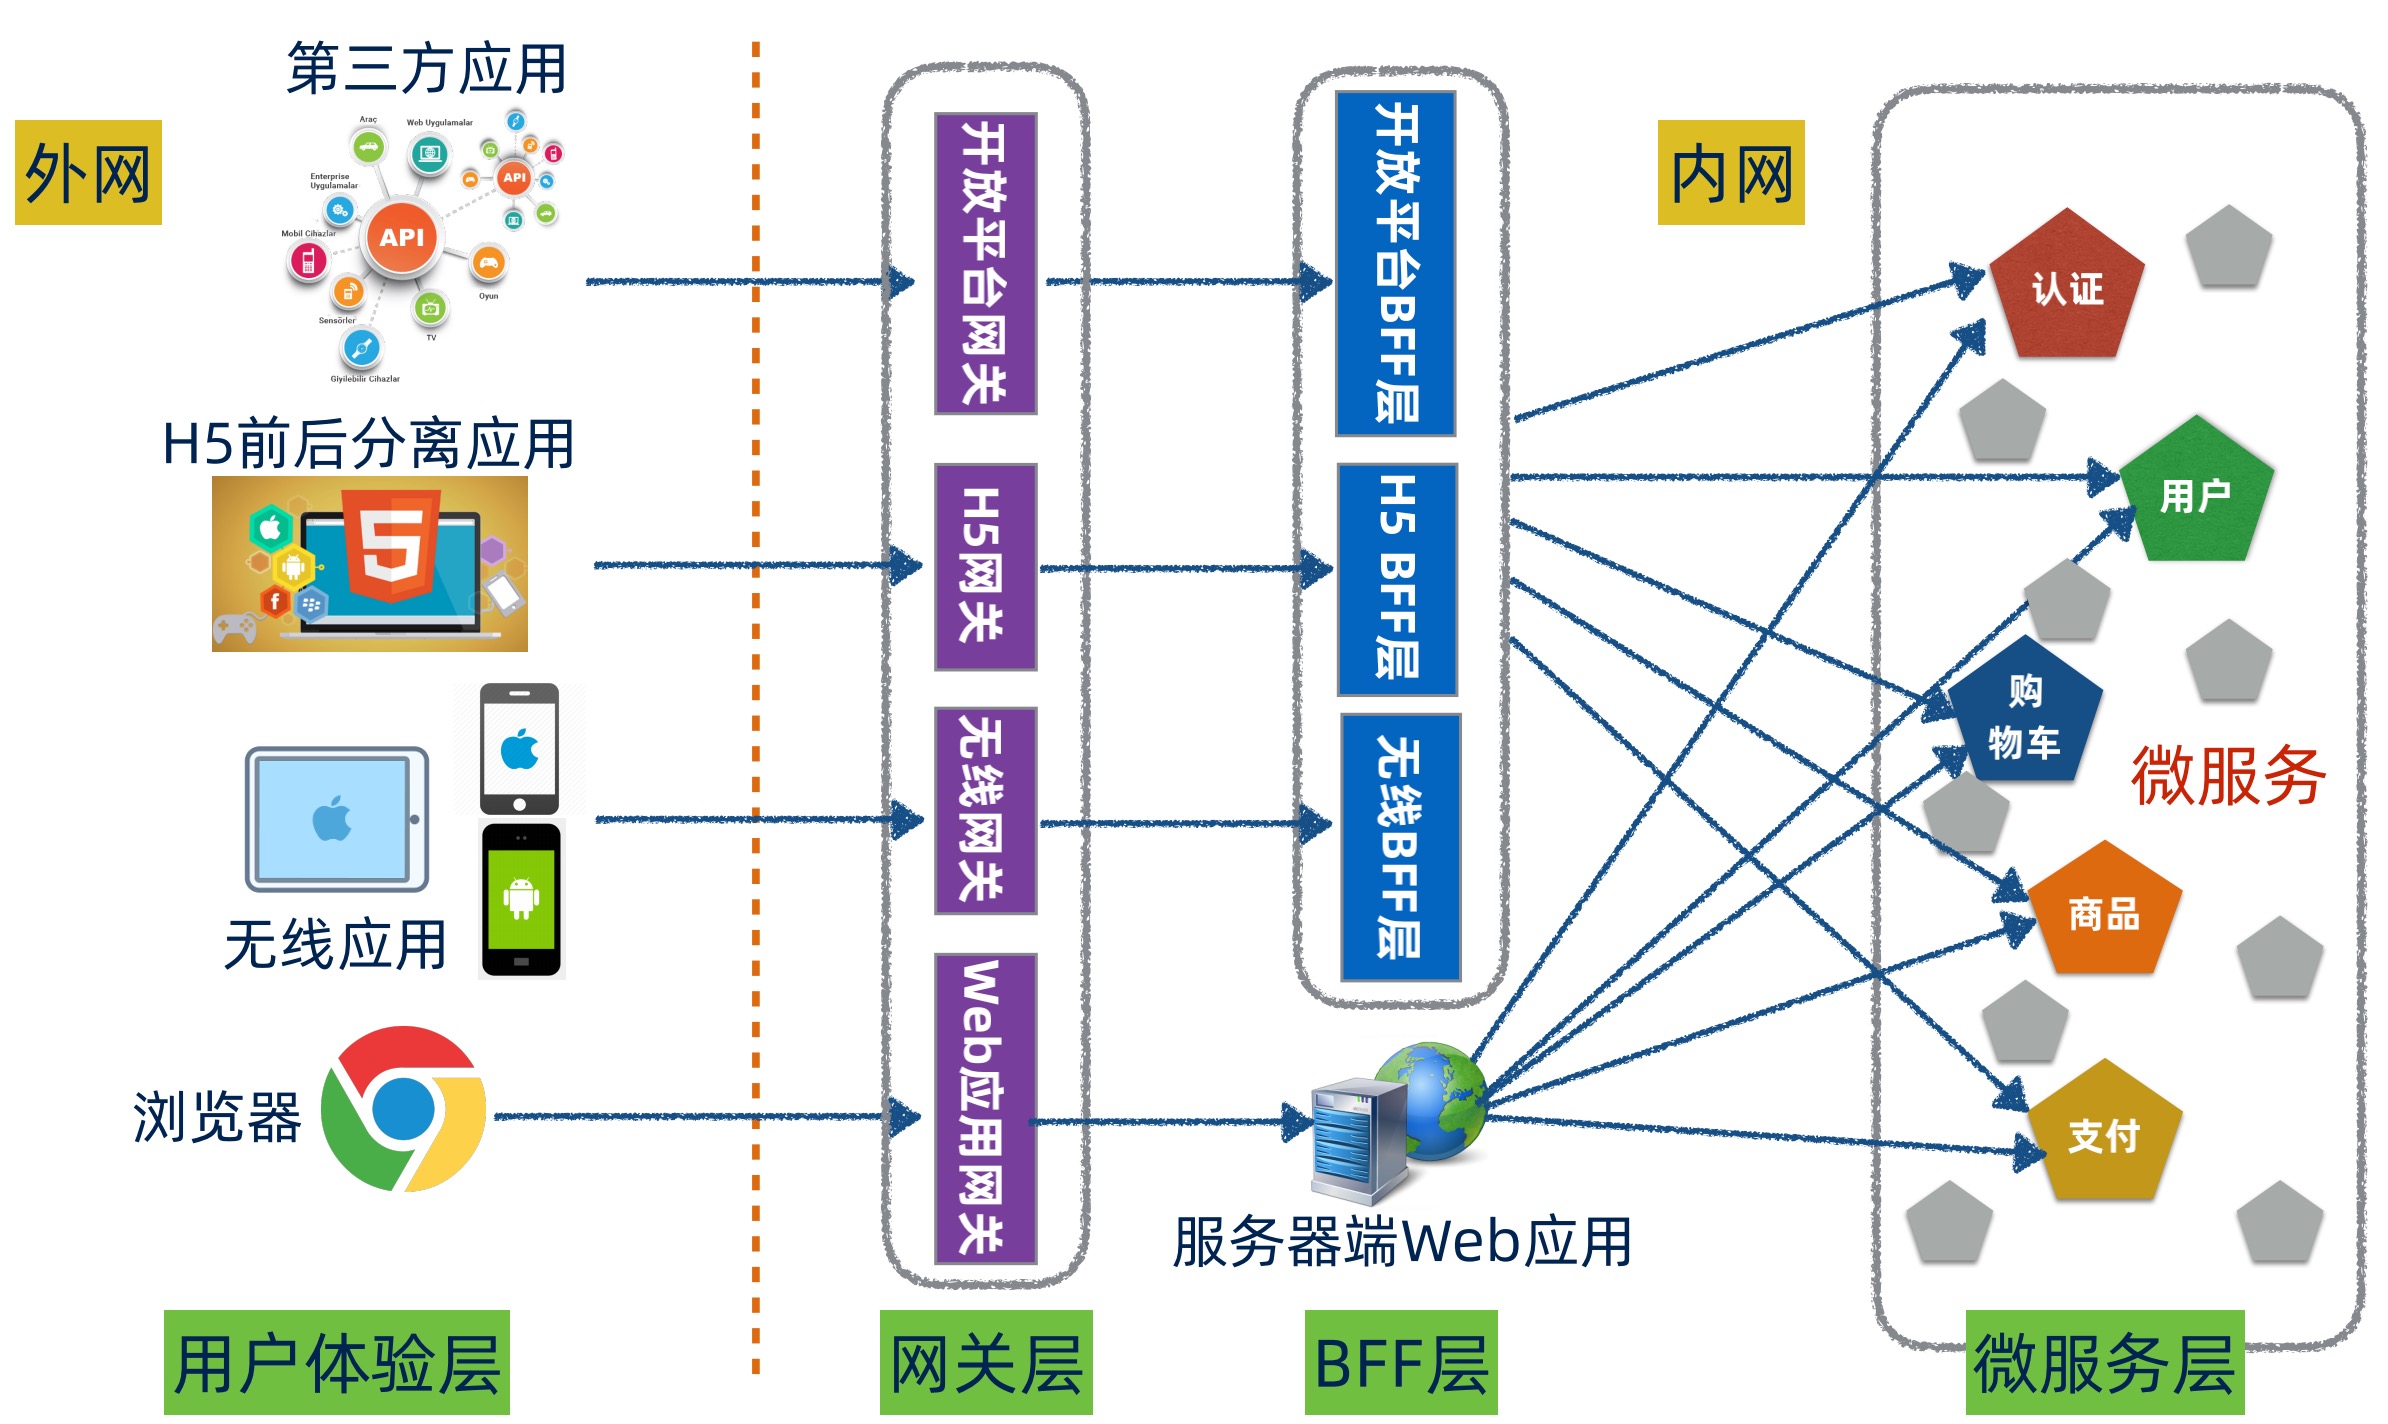 第三方应用
外网
Araç
Web Uygulamalar
Enterprise
Uygulamalar
API
API
Mobil Cihazlar
Oyun
Sensörler
TV
Giyilebilir Cihazlar
H5前后分离应用
无线应用
浏览器
用户体验层
开放平台网关
H5网关
无线网关
Web应用网关
网关层
开放平台BFF层
H5 BFF层
无线BFF层
服务器端Web应用
BFF层
内网
认证
用户
购
物车
微服务
商品
支付
微服务层